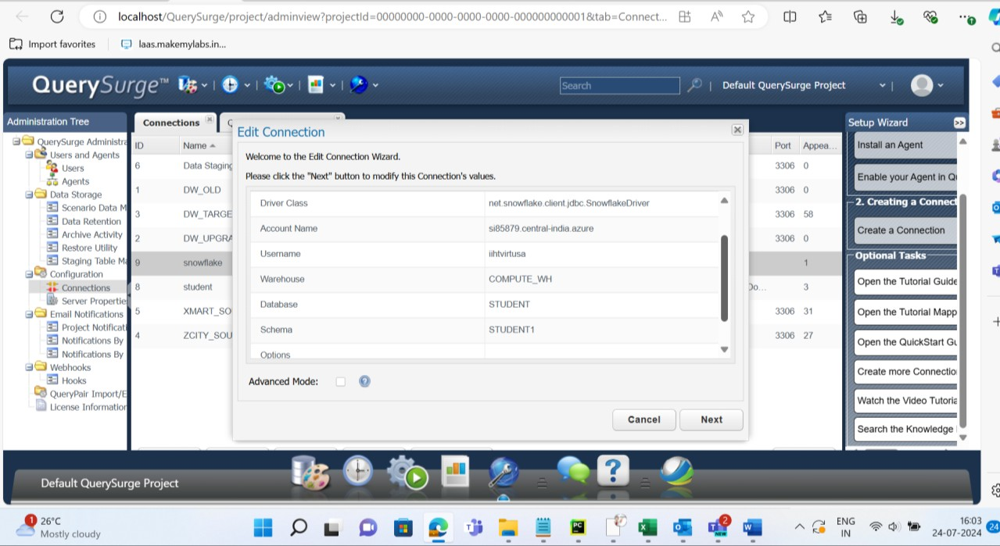 localhost/QuerySurge/project/adminview?projectId=00000000-0000-0000-0000-000000000001&tab=Connect...
Import favorites
laas.makemylabs.in...
QuerySurge™
Search
Default QuerySurge Project
Administration Tree
QuerySurge Administra
Users and Agents
Users
Agents
Data Storage
Scenario Data M
Data Retention
Archive Activity
Restore Utility
Staging Table Ma
Configuration
Connections
Server Propertie
Email Notifications
Project Notificati
Notifications By
Notifications By
Webhooks
Hooks
QueryPair Import/E
License Information
Connections
ID Name Port Appea...
6 Data Staging 3306 0
1 DW_OLD 3306 0
3 DW_TARGE 3306 58
2 DW_UPGRA 3306 0
9 snowflake 1
8 student Do... 3
5 XMART_SO 3306 31
4 ZCITY_SOU 3306 27
Edit Connection
Welcome to the Edit Connection Wizard.
Please click the "Next" button to modify this Connection's values.
Driver Class net.snowflake.client.jdbc.SnowflakeDriver
Account Name si85879.central-india.azure
Username iihtvirtusa
Warehouse COMPUTE_WH
Database STUDENT
Schema STUDENT1
Options
Advanced Mode:
Cancel Next
Setup Wizard >>
Install an Agent
Enable your Agent in Q
2. Creating a Connect
Create a Connection
Optional Tasks
Open the Tutorial Guide
Open the Tutorial Mapp
Open the QuickStart Gu
Create more Connectio
Watch the Video Tutoria
Search the Knowledge
Default QuerySurge Project
1
26°C
Mostly cloudy
2
NEW
ENG
IN
16:03
24-07-2024
24